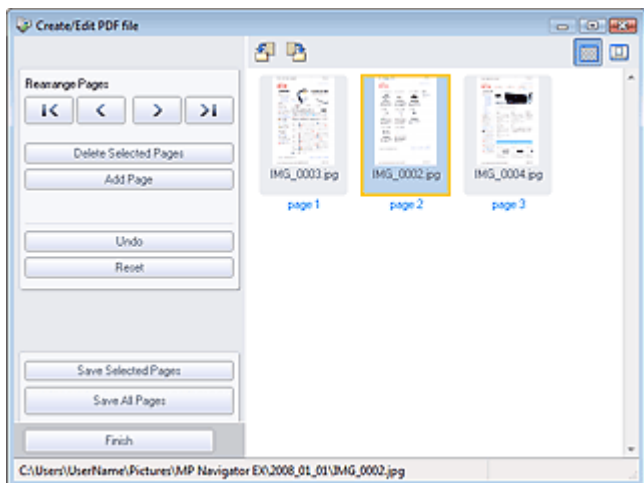 Create/Edit PDF file
Rearrange Pages
Delete Selected Pages
Add Page
Undo
Reset
Save Selected Pages
Save All Pages
Finish
IMG_0003.jpg
IMG_0002.jpg
IMG_0004.jpg
page 1
page 2
page 3
C:\Users\UserName\Pictures\MP Navigator EX\2008_01_01\IMG_0002.jpg